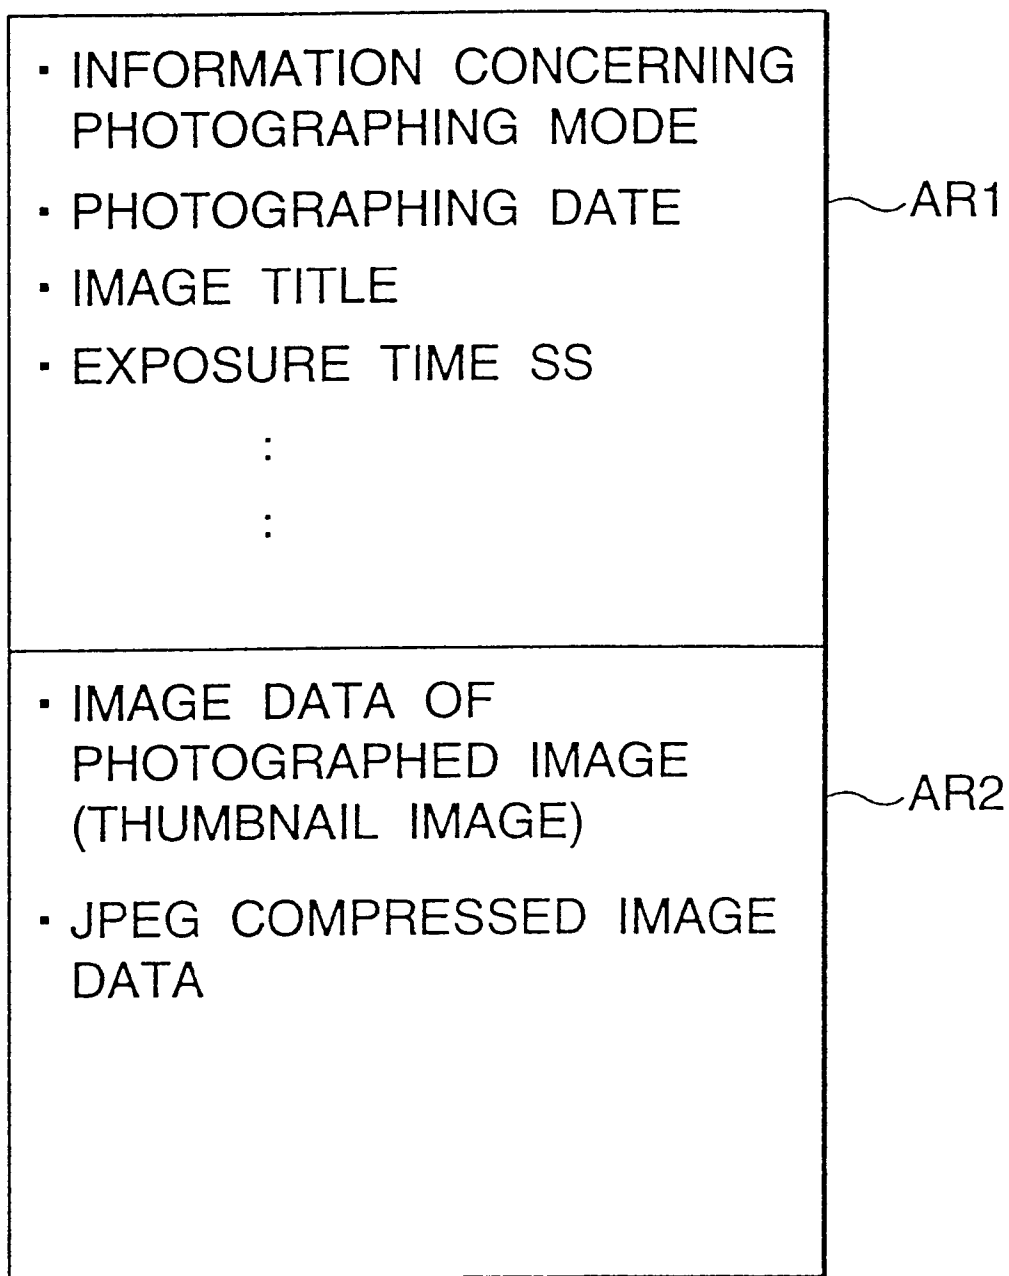 · INFORMATION CONCERNING
PHOTOGRAPHING MODE
· PHOTOGRAPHING DATE
AR1
· IMAGE TITLE
· EXPOSURE TIME SS
:
:
· IMAGE DATA OF
PHOTOGRAPHED IMAGE
(THUMBNAIL IMAGE)
AR2
· JPEG COMPRESSED IMAGE
DATA